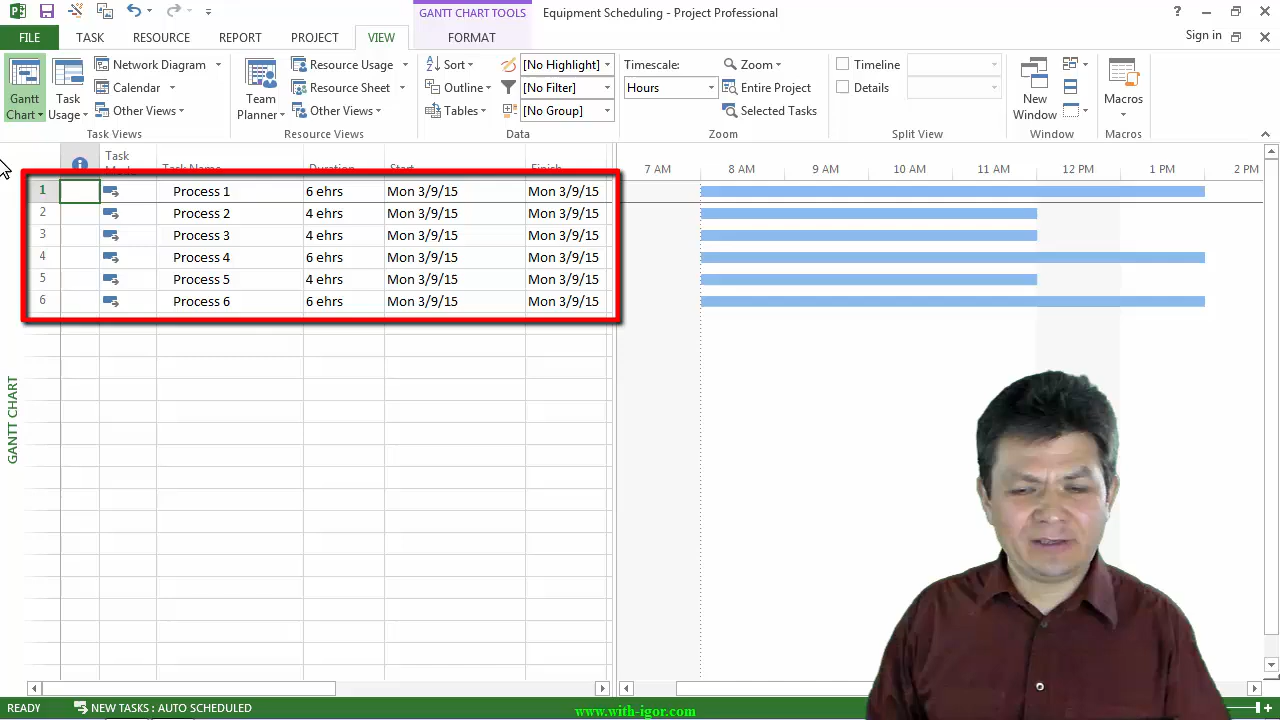 GANTT CHART TOOLS
Equipment Scheduling - Project Professional
FILE TASK RESOURCE REPORT PROJECT VIEW FORMAT
Sign in
Gantt Chart
Task Usage
Network Diagram
Calendar
Other Views
Task Views
Team Planner
Resource Usage
Resource Sheet
Other Views
Resource Views
Sort
Outline
Tables
[No Highlight]
[No Filter]
[No Group]
Data
Timescale:
Hours
Zoom
Entire Project
Selected Tasks
Zoom
Timeline
Details
Split View
New Window
Window
Macros
Macros
Task
Task Name Duration Start Finish
7 AM 8 AM 9 AM 10 AM 11 AM 12 PM 1 PM 2 PM
1 Process 1 6 ehrs Mon 3/9/15 Mon 3/9/15
2 Process 2 4 ehrs Mon 3/9/15 Mon 3/9/15
3 Process 3 4 ehrs Mon 3/9/15 Mon 3/9/15
4 Process 4 6 ehrs Mon 3/9/15 Mon 3/9/15
5 Process 5 4 ehrs Mon 3/9/15 Mon 3/9/15
6 Process 6 6 ehrs Mon 3/9/15 Mon 3/9/15
GANTT CHART
READY
NEW TASKS : AUTO SCHEDULED
www.with-igor.com